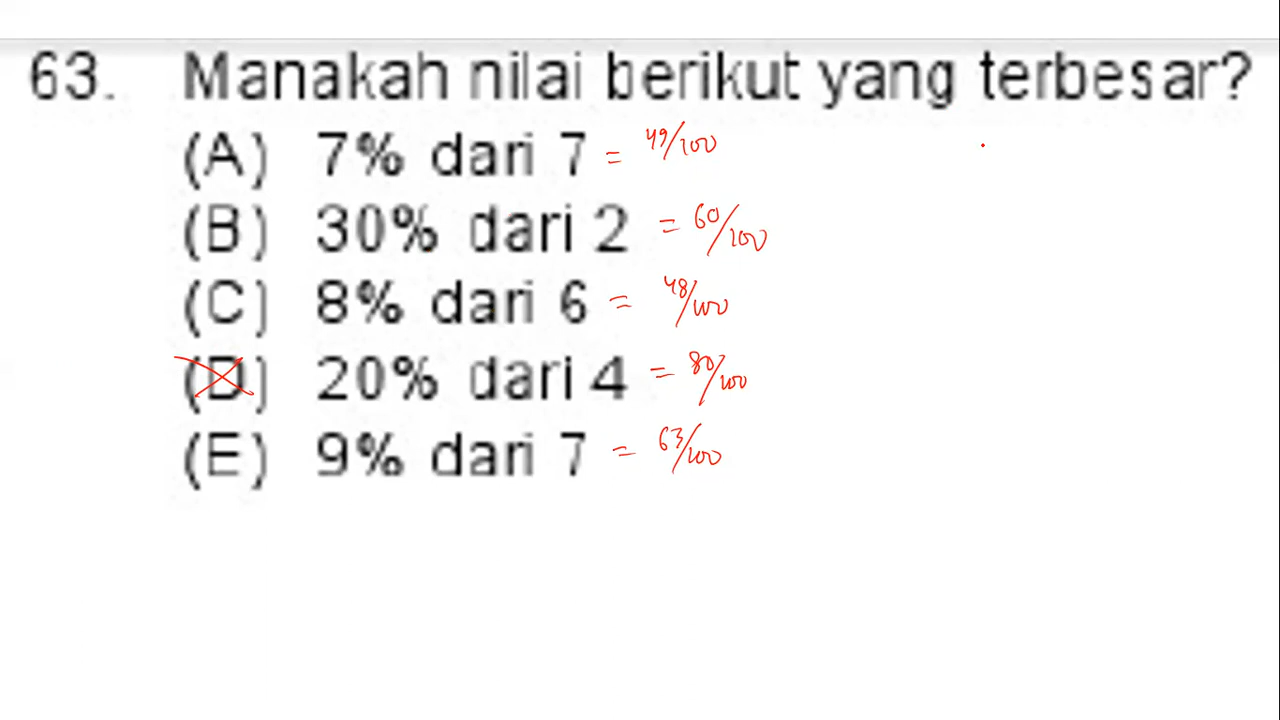 63. Manakah nilai berikut yang terbesar?
(A) 7% dari 7 = 49/100
(B) 30% dari 2 = 60/100
(C) 8% dari 6 = 48/100
(D) 20% dari 4 = 80/100
(E) 9% dari 7 = 63/100